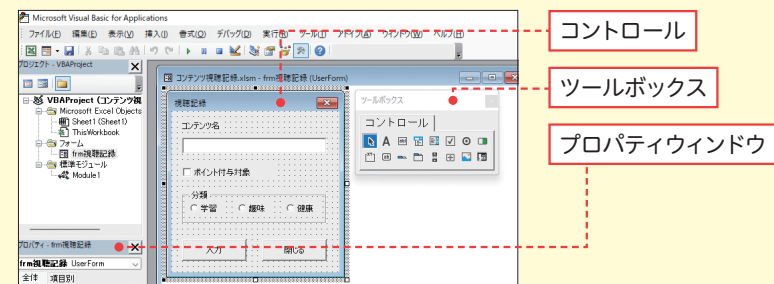 Microsoft Visual Basic for Applications
ファイル(F) 編集(E) 表示(V) 挿入(I) 書式(O) デバッグ(D) 実行(R) ツール(T) アドイン(A) ウィンドウ(W) ヘルプ(H)
プロジェクト - VBAProject
コンテンツ視聴記録.xlsm - frm視聴記録 (UserForm)
VBAProject (コンテンツ視
Microsoft Excel Objects
Sheet1 (Sheet1)
ThisWorkbook
フォーム
frm視聴記録
標準モジュール
Module1
プロパティ - frm視聴記録
frm視聴記録 UserForm
全体 項目別
視聴記録
コンテンツ名
ポイント付与対象
分類
学習 趣味 健康
入力 閉じる
ツールボックス
コントロール
コントロール
ツールボックス
プロパティウィンドウ